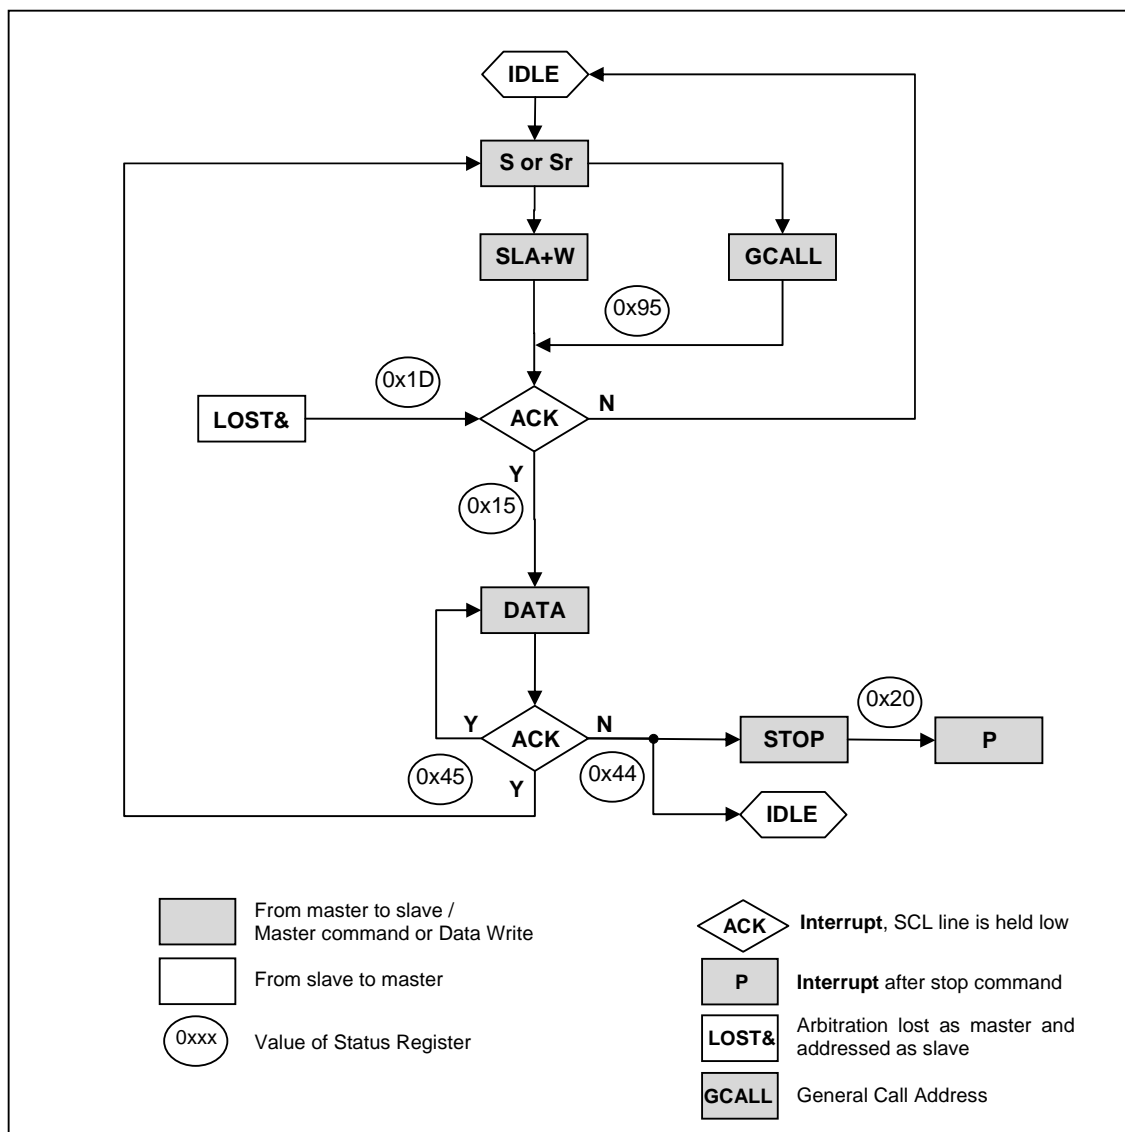 IDLE
S or Sr
SLA+W
GCALL
0x95
0x1D
LOST&
ACK
N
Y
0x15
DATA
Y
ACK
N
0x20
STOP
P
0x45
Y
0x44
IDLE
From master to slave /
Master command or Data Write
From slave to master
0xxx
Value of Status Register
ACK
Interrupt, SCL line is held low
P
Interrupt after stop command
LOST&
Arbitration lost as master and
addressed as slave
GCALL
General Call Address